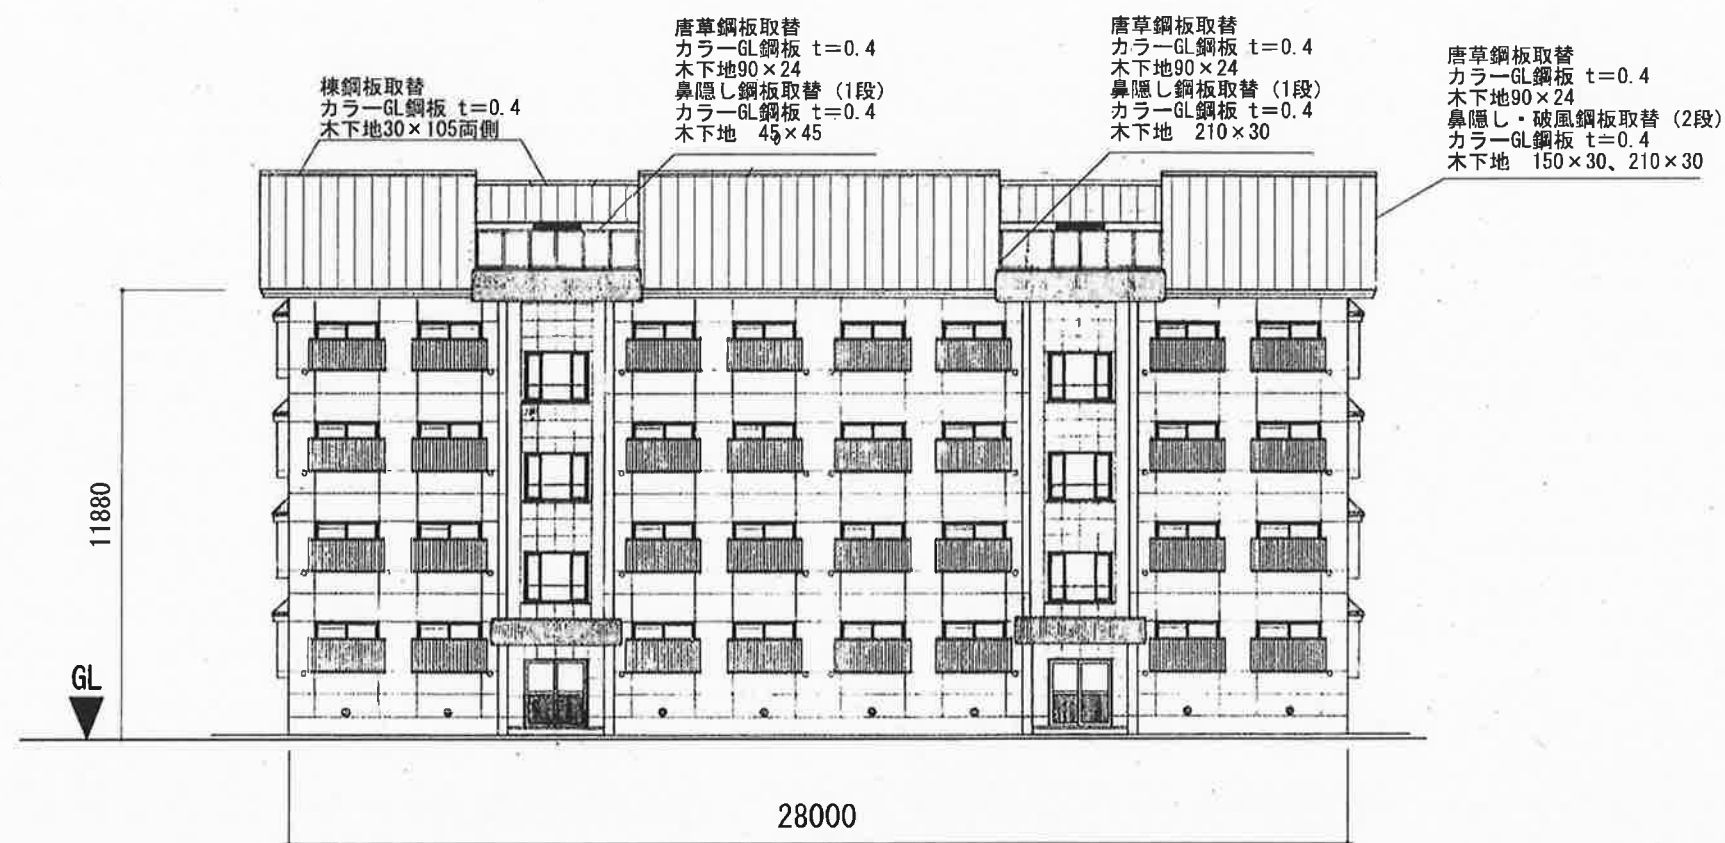 唐草鋼板取替
カラーGL鋼板 t=0.4
木下地90×24
鼻隠し鋼板取替 (1段)
カラーGL鋼板 t=0.4
木下地 45×45
唐草鋼板取替
カラーGL鋼板 t=0.4
木下地90×24
鼻隠し鋼板取替 (1段)
カラーGL鋼板 t=0.4
木下地 210×30
唐草鋼板取替
カラーGL鋼板 t=0.4
木下地90×24
鼻隠し・破風鋼板取替 (2段)
カラーGL鋼板 t=0.4
木下地 150×30、210×30
棟鋼板取替
カラーGL鋼板 t=0.4
木下地30×105両側
11880
GL
28000